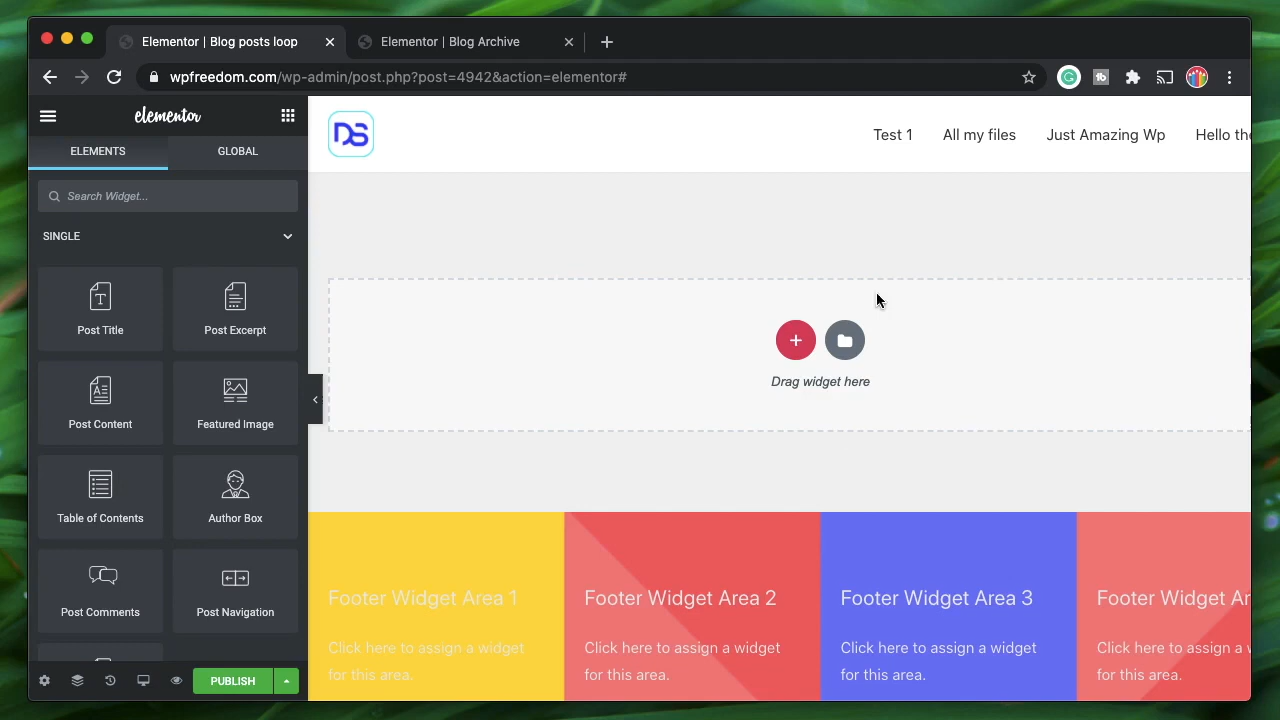 Elementor | Blog posts loop
Elementor | Blog Archive
wpfreedom.com/wp-admin/post.php?post=4942&action=elementor#
elementor
DS
Test 1
All my files
Just Amazing Wp
Hello the
ELEMENTS
GLOBAL
Search Widget...
SINGLE
Post Title
Post Excerpt
Post Content
Featured Image
Table of Contents
Author Box
Post Comments
Post Navigation
PUBLISH
Drag widget here
Footer Widget Area 1
Click here to assign a widget
for this area.
Footer Widget Area 2
Click here to assign a widget
for this area.
Footer Widget Area 3
Click here to assign a widget
for this area.
Footer Widget Ar
Click here to assign a w
for this area.